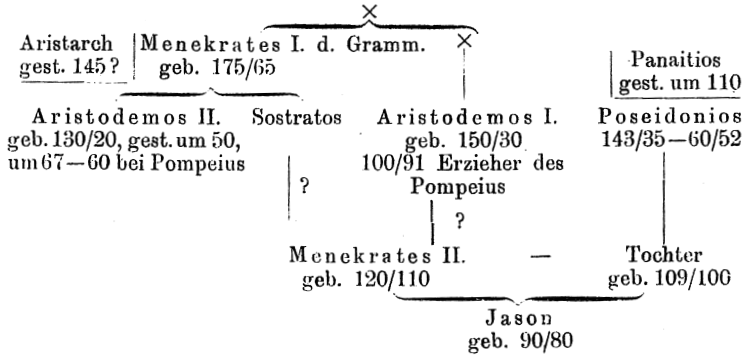 ×
Aristarch
gest. 145?
Menekrates I. d. Gramm.
geb. 175/65
×
Panaitios
gest. um 110
Aristodemos II.
geb. 130/20, gest. um 50,
um 67—60 bei Pompeius
Sostratos
Aristodemos I.
geb. 150/30
100/91 Erzieher des
Pompeius
Poseidonios
143/35—60/52
?
?
Menekrates II. — Tochter
geb. 120/110
geb. 109/100
Jason
geb. 90/80